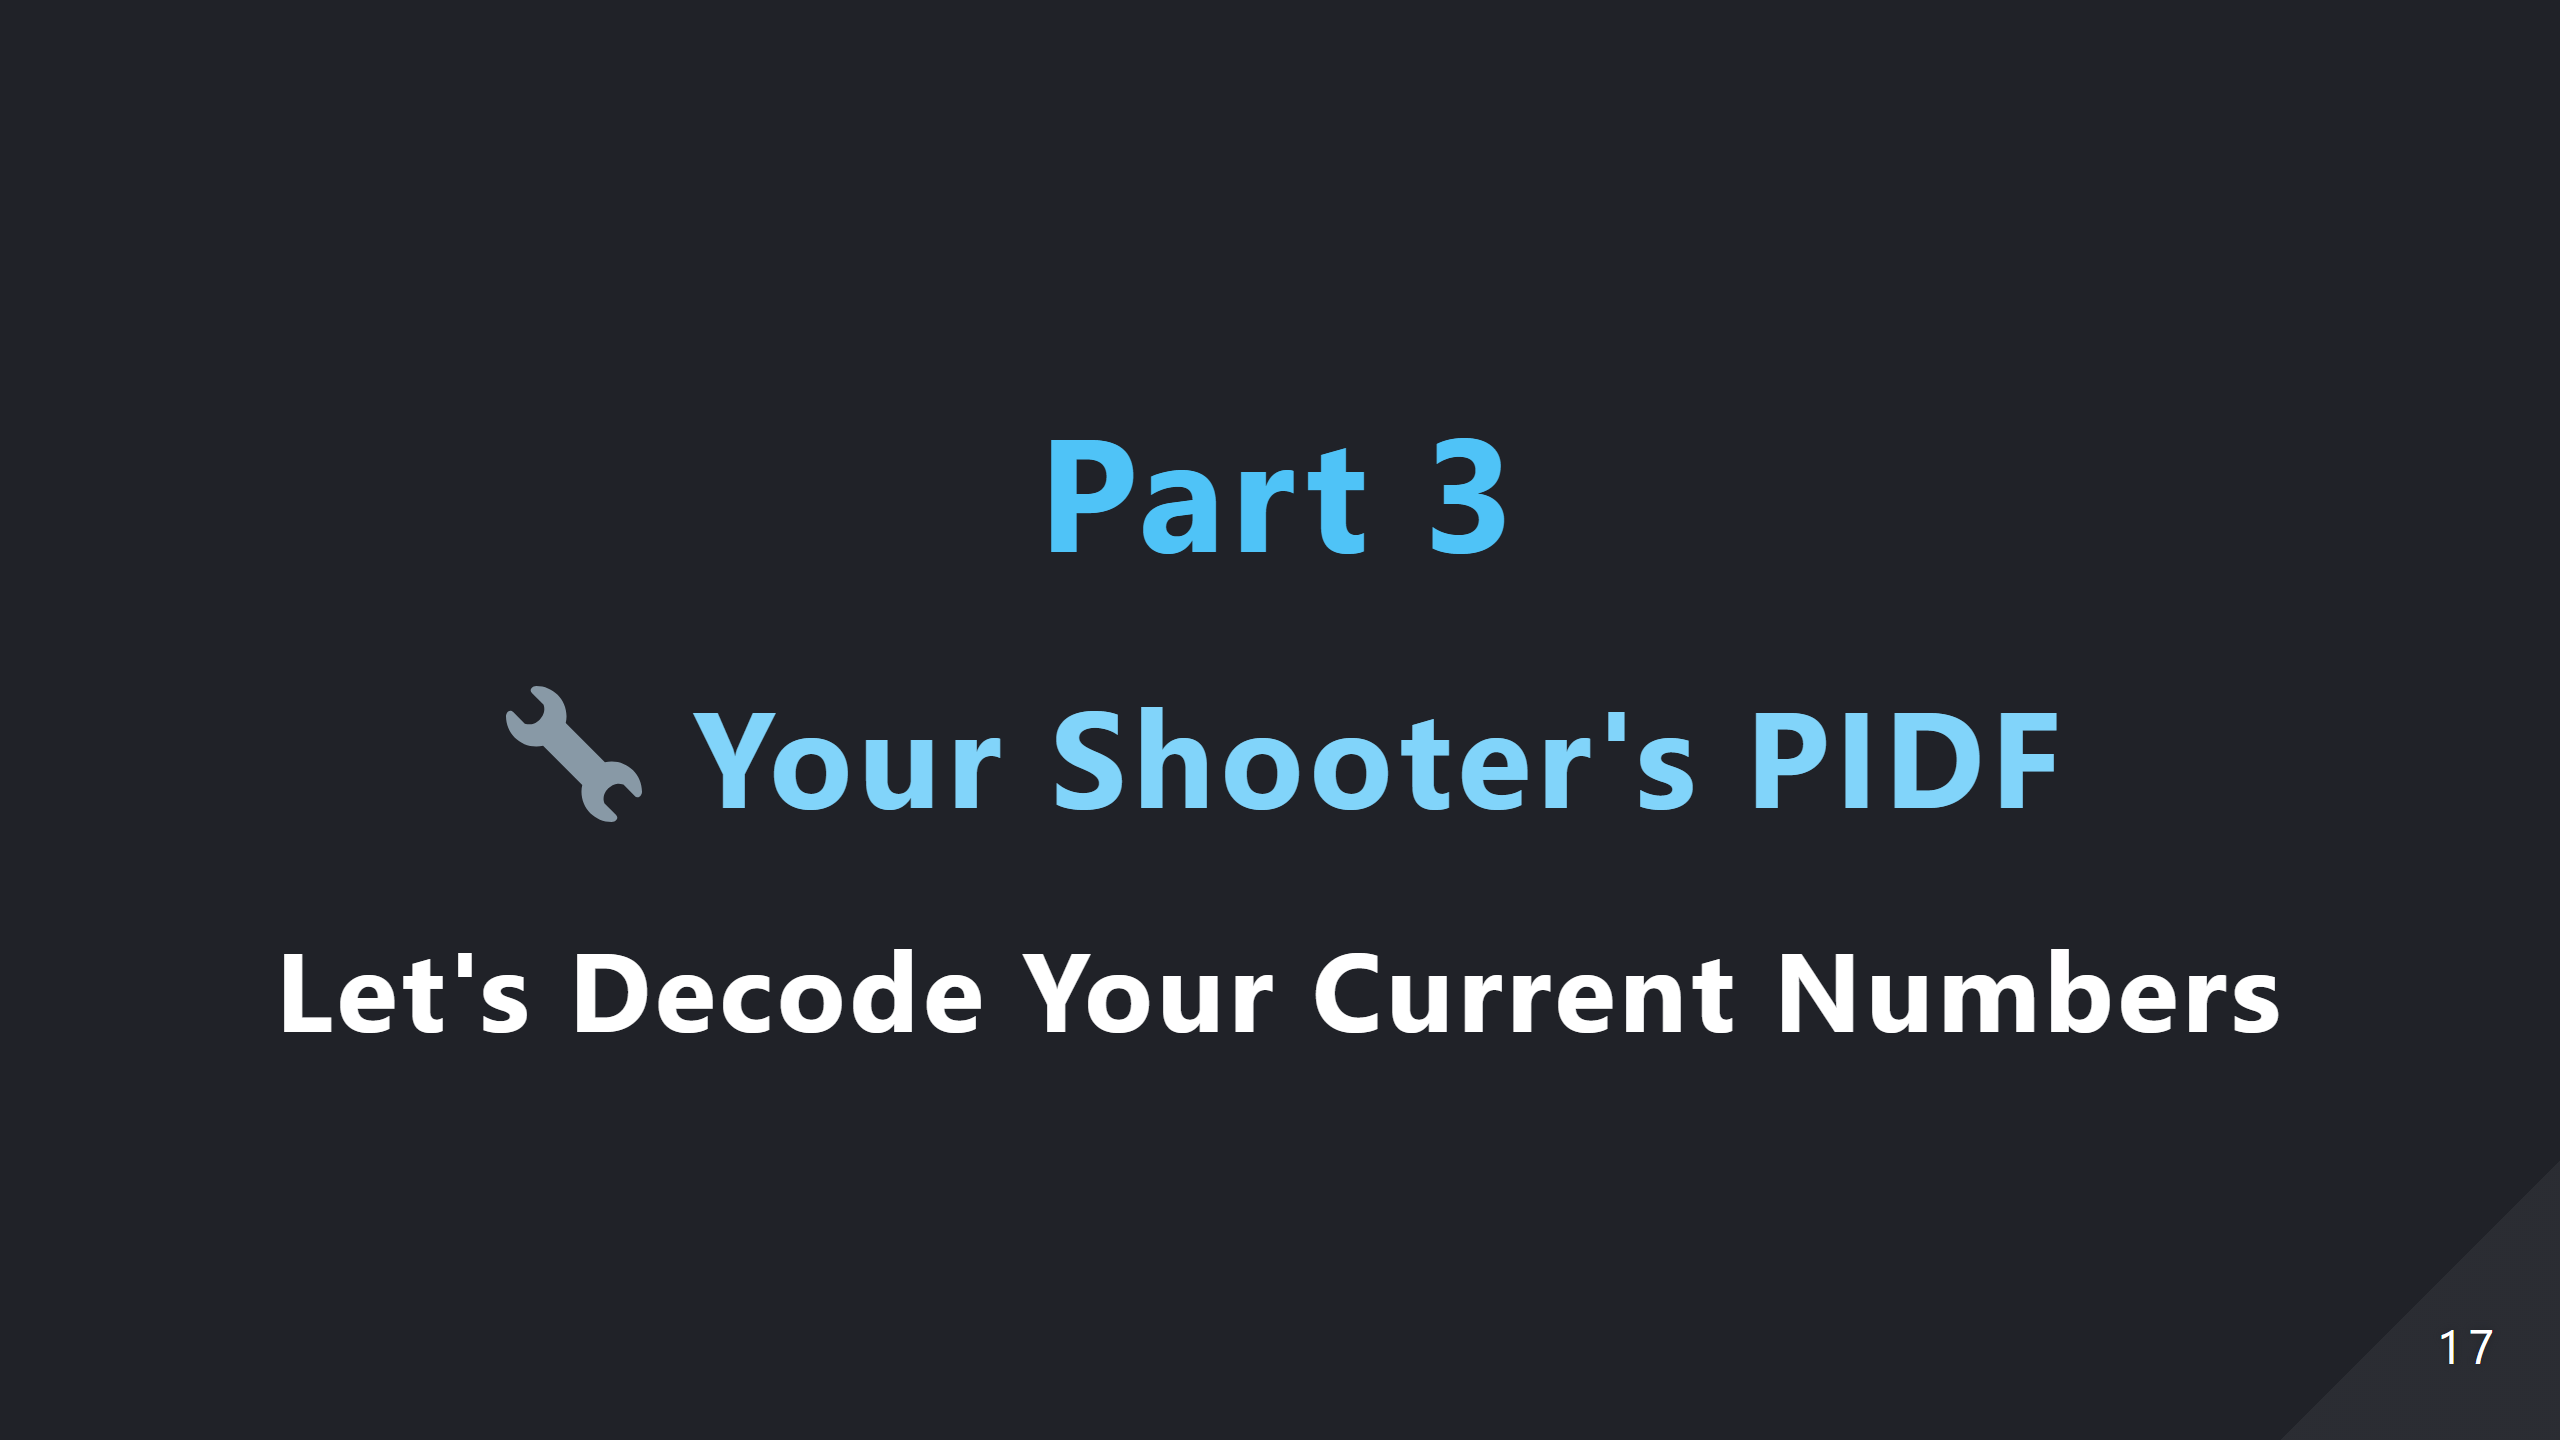 Part 3
🔧 Your Shooter's PIDF
Let's Decode Your Current Numbers
17